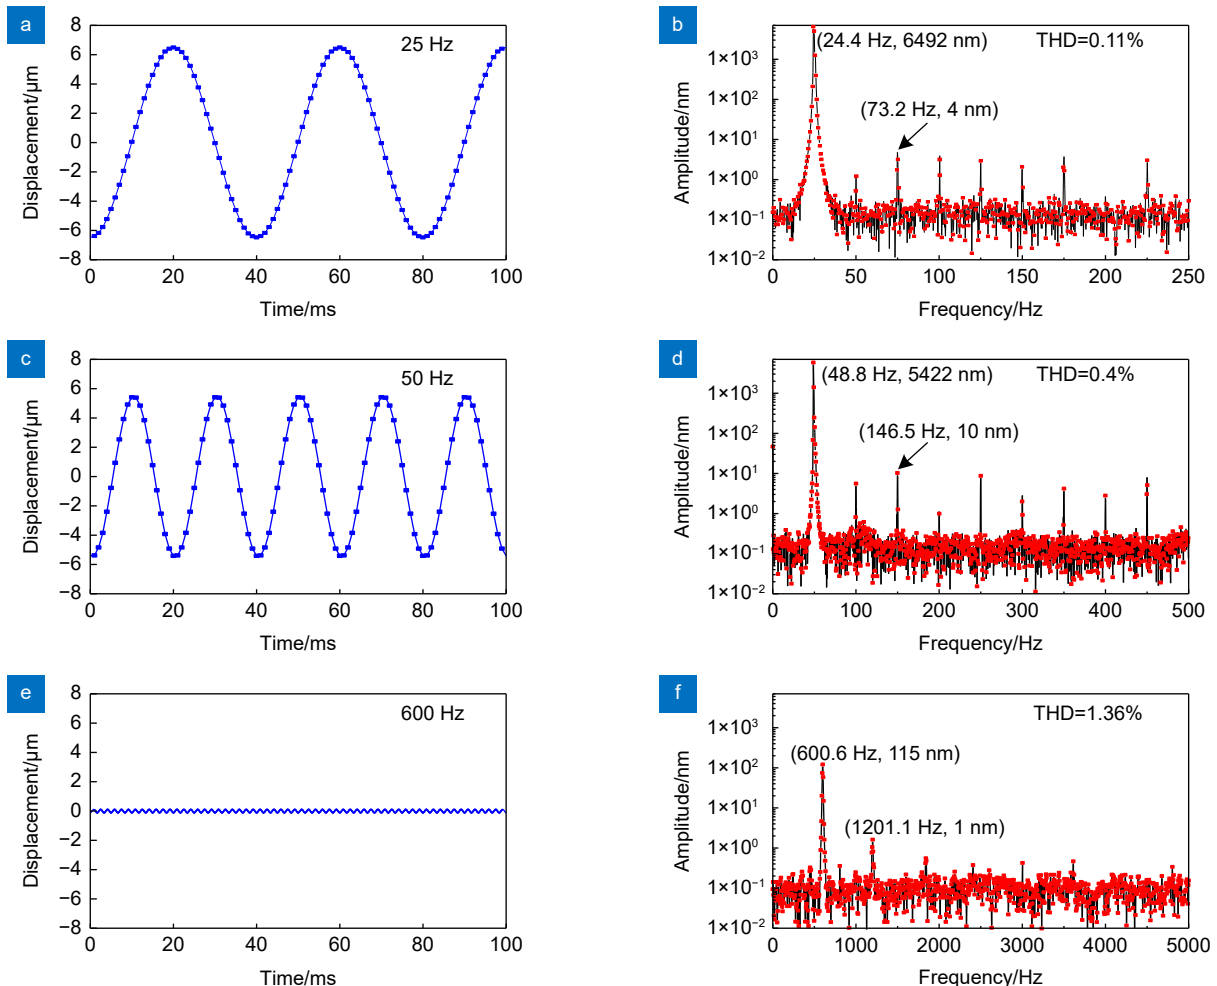 a
8
6
4
2
0
−2
−4
−6
−8
0 20 40 60 80 100
Displacement/μm
Time/ms
25 Hz
b
1×10³
1×10²
1×10¹
1×10⁰
1×10⁻¹
1×10⁻²
0 50 100 150 200 250
Amplitude/nm
Frequency/Hz
(24.4 Hz, 6492 nm)
THD=0.11%
(73.2 Hz, 4 nm)
c
8
6
4
2
0
−2
−4
−6
−8
0 20 40 60 80 100
Displacement/μm
Time/ms
50 Hz
d
1×10³
1×10²
1×10¹
1×10⁰
1×10⁻¹
1×10⁻²
0 100 200 300 400 500
Amplitude/nm
Frequency/Hz
(48.8 Hz, 5422 nm)
THD=0.4%
(146.5 Hz, 10 nm)
e
8
6
4
2
0
−2
−4
−6
−8
0 20 40 60 80 100
Displacement/μm
Time/ms
600 Hz
f
1×10³
1×10²
1×10¹
1×10⁰
1×10⁻¹
1×10⁻²
0 1000 2000 3000 4000 5000
Amplitude/nm
Frequency/Hz
THD=1.36%
(600.6 Hz, 115 nm)
(1201.1 Hz, 1 nm)